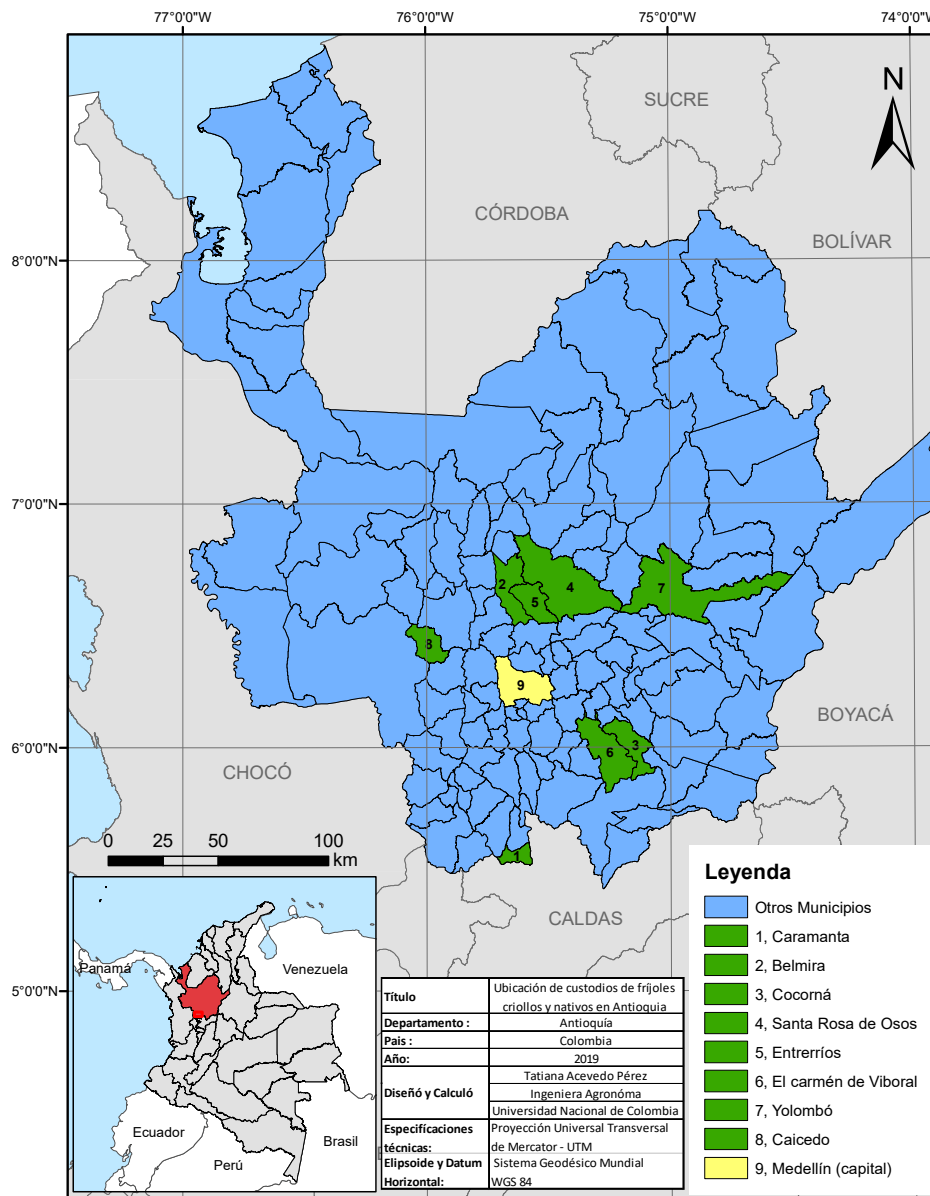 77°0'0"W
76°0'0"W
75°0'0"W
74°0'0"W
N
SUCRE
CÓRDOBA
BOLÍVAR
8°0'0"N
7°0'0"N
2
4
7
5
8
9
BOYACÁ
6°0'0"N
3
6
CHOCÓ
0 25 50 100
km
1
CALDAS
Leyenda
Otros Municipios
1, Caramanta
2, Belmira
3, Cocorná
4, Santa Rosa de Osos
5, Entrerríos
6, El carmén de Viboral
7, Yolombó
8, Caicedo
9, Medellín (capital)
Panamá
Venezuela
5°0'0"N
Ecuador
Perú
Brasil
Título
Ubicación de custodios de fríjoles
criollos y nativos en Antioquia
Departamento :
Antioquía
Pais :
Colombia
Año:
2019
Diseñó y Calculó
Tatiana Acevedo Pérez
Ingeniera Agronóma
Universidad Nacional de Colombia
Especificaciones
técnicas:
Proyección Universal Transversal
de Mercator - UTM
Elipsoide y Datum
Horizontal:
Sistema Geodésico Mundial
WGS 84